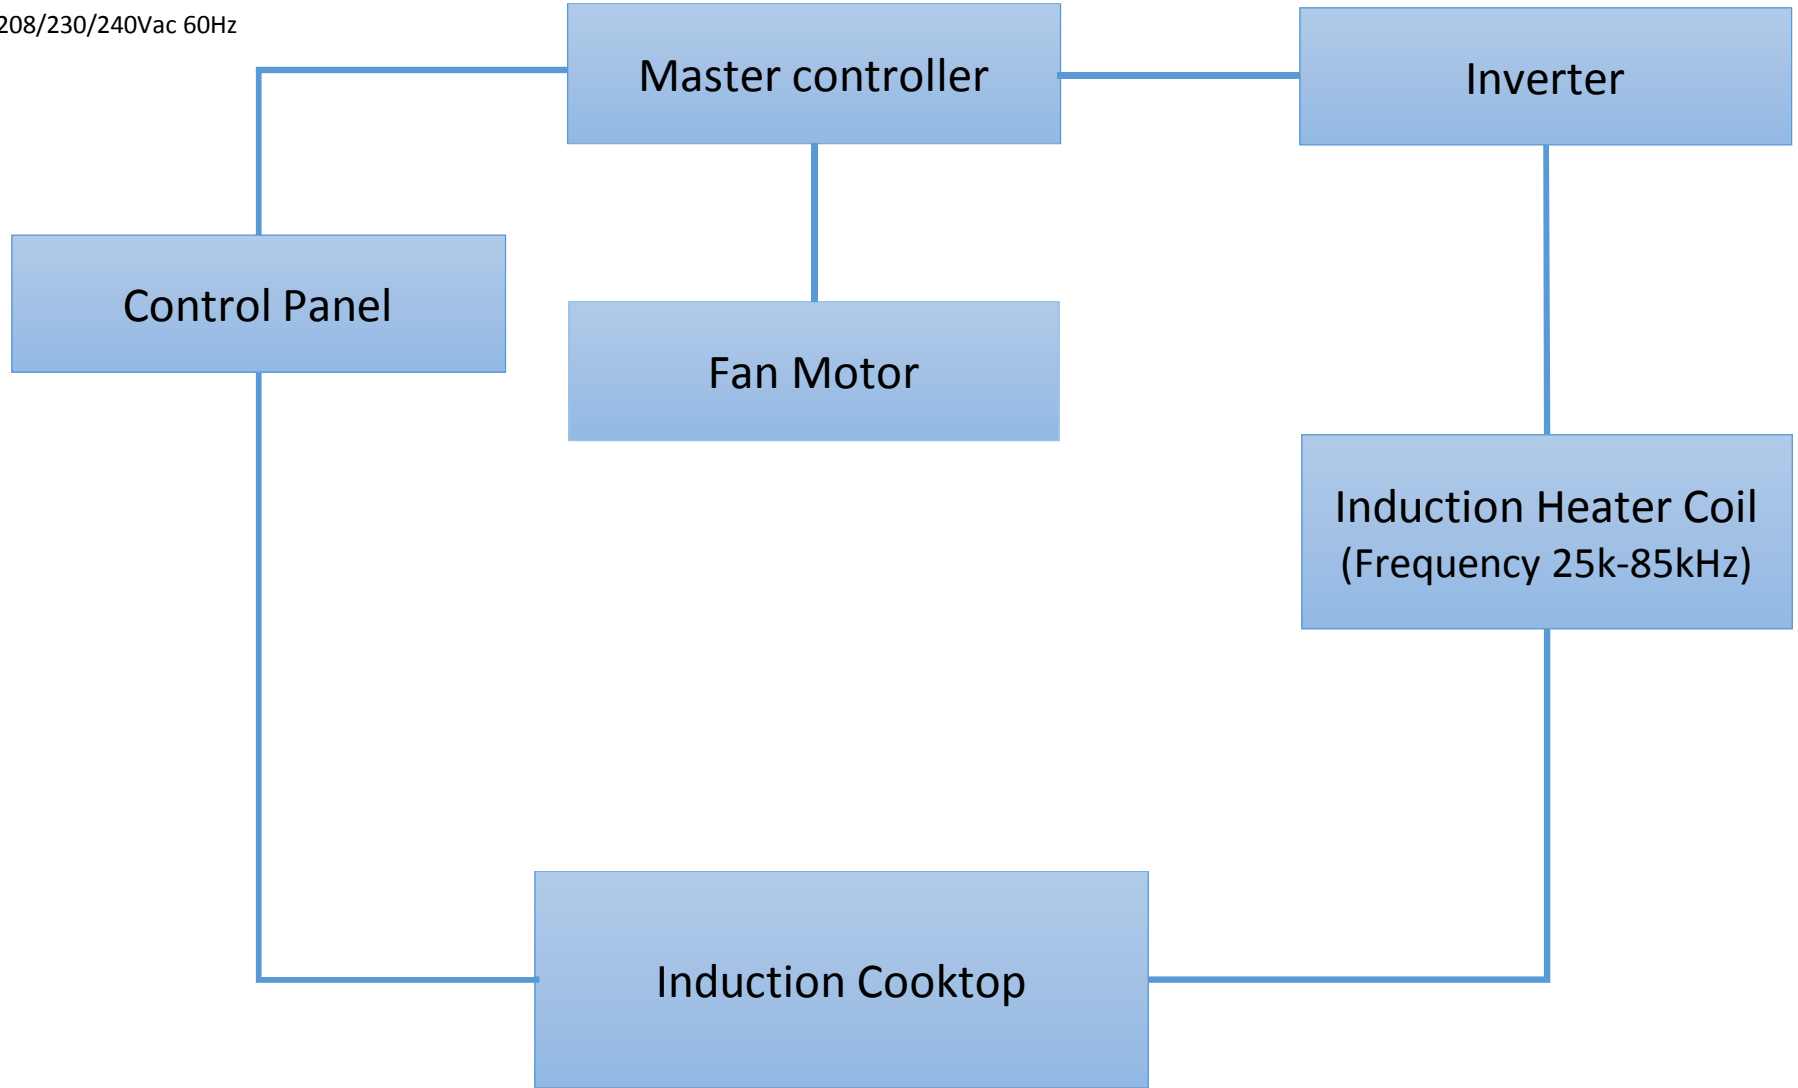 208/230/240Vac 60Hz
Master controller
Inverter
Control Panel
Fan Motor
Induction Heater Coil
(Frequency 25k-85kHz)
Induction Cooktop